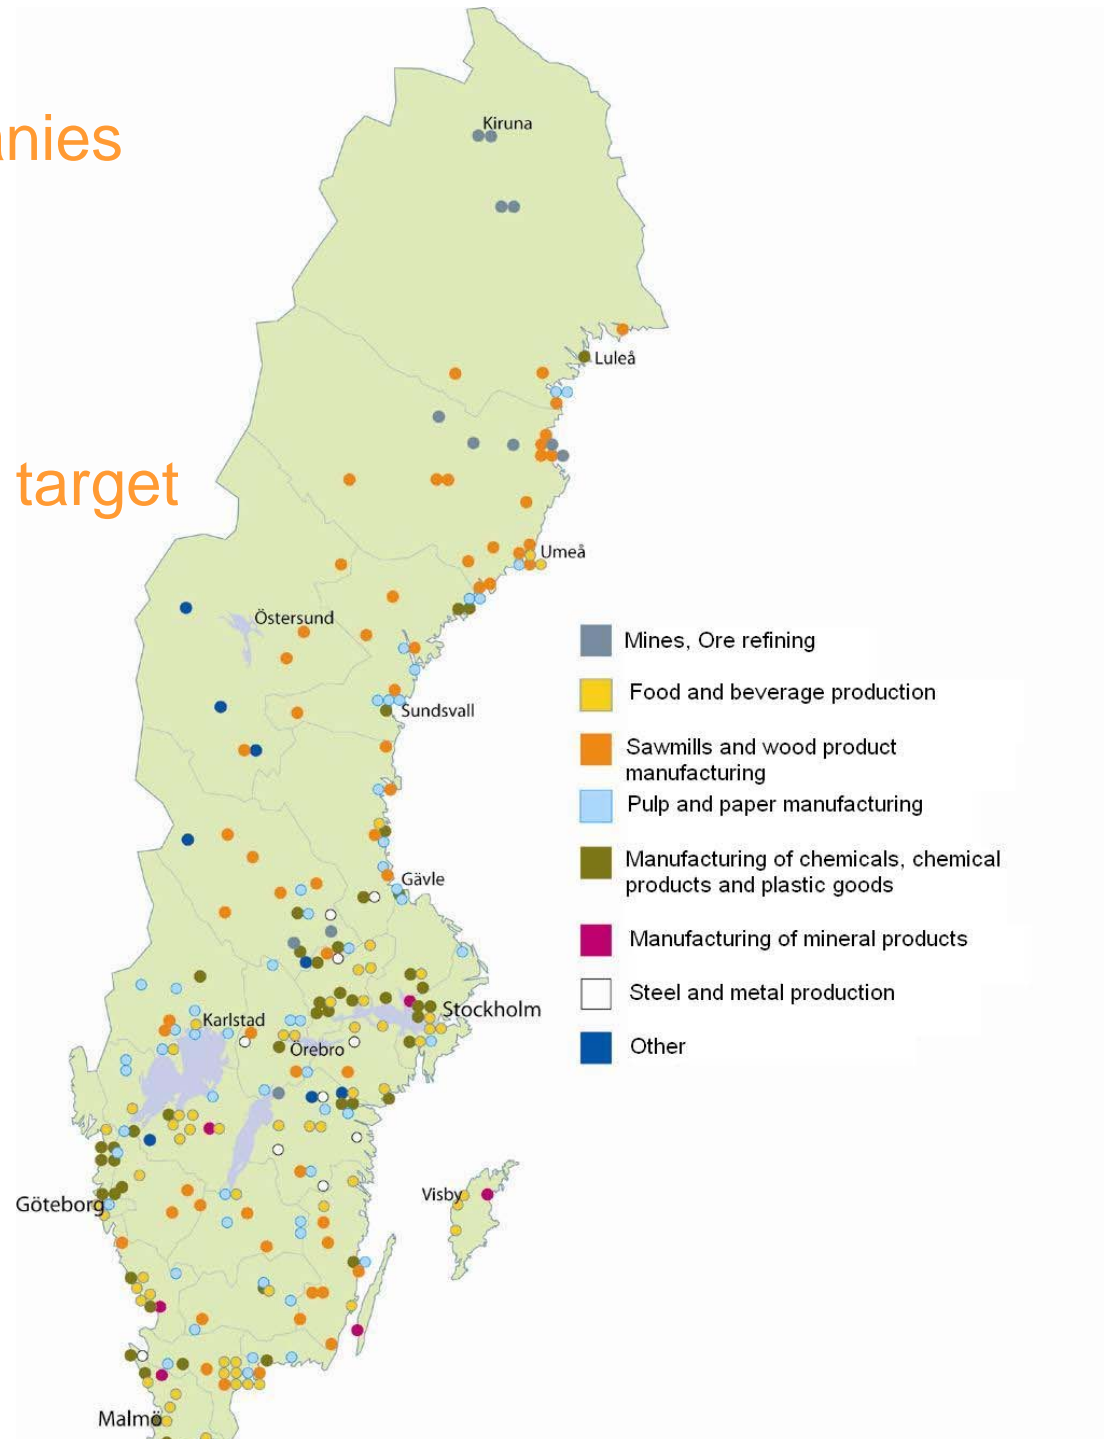 anies
target
Kiruna
Luleå
Umeå
Östersund
Sundsvall
Gävle
Stockholm
Karlstad
Örebro
Visby
Göteborg
Malmö
Mines, Ore refining
Food and beverage production
Sawmills and wood product
manufacturing
Pulp and paper manufacturing
Manufacturing of chemicals, chemical
products and plastic goods
Manufacturing of mineral products
Steel and metal production
Other